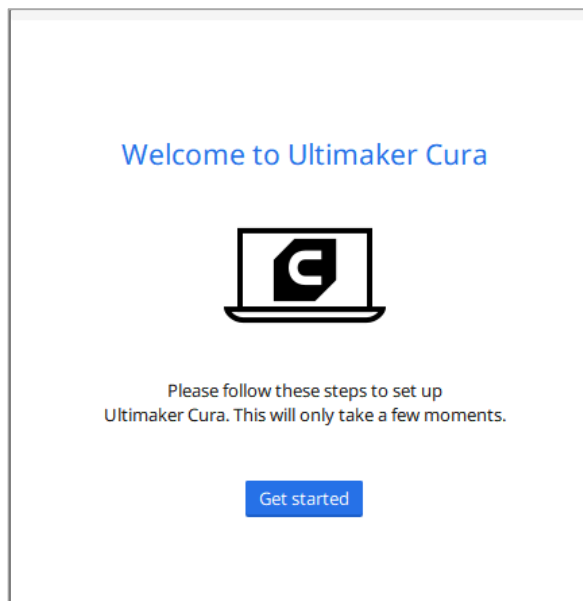 Welcome to Ultimaker Cura
Please follow these steps to set up
Ultimaker Cura. This will only take a few moments.
Get started